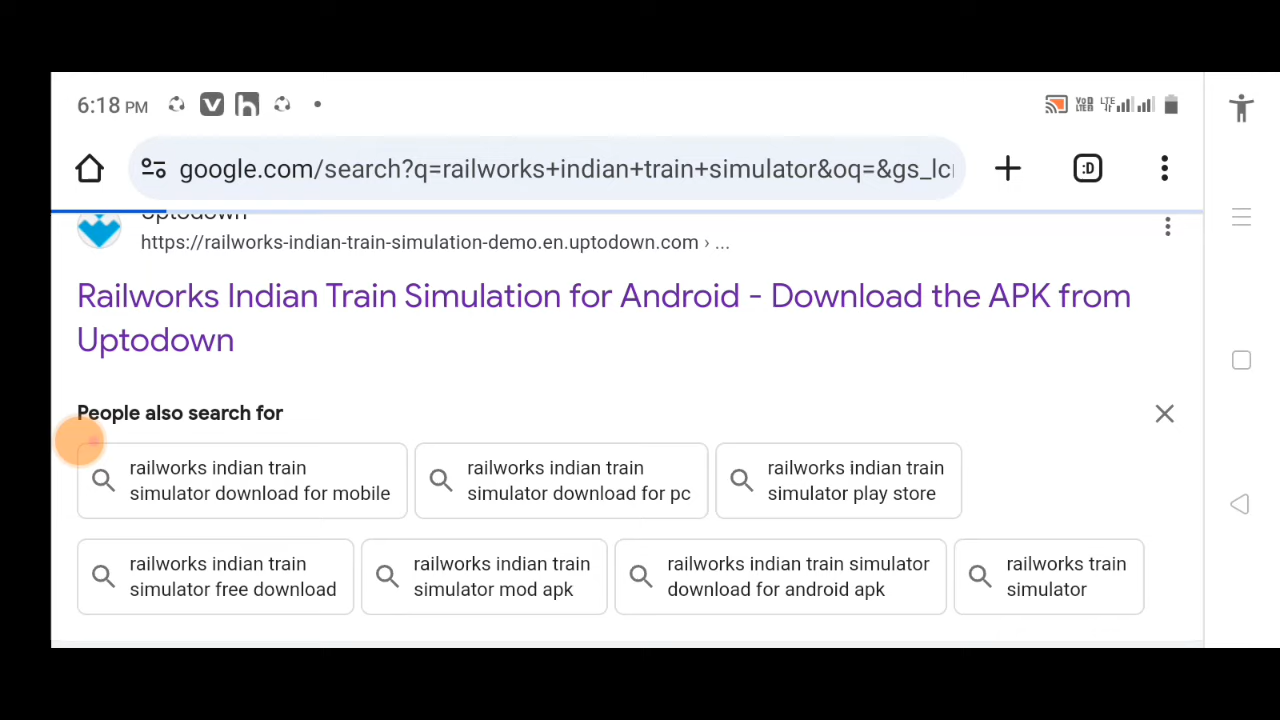 6:18 PM
google.com/search?q=railworks+indian+train+simulator&oq=&gs_lc
:D
Uptodown
https://railworks-indian-train-simulation-demo.en.uptodown.com › ...
Railworks Indian Train Simulation for Android - Download the APK from
Uptodown
People also search for
railworks indian train
simulator download for mobile
railworks indian train
simulator download for pc
railworks indian train
simulator play store
railworks indian train
simulator free download
railworks indian train
simulator mod apk
railworks indian train simulator
download for android apk
railworks train
simulator